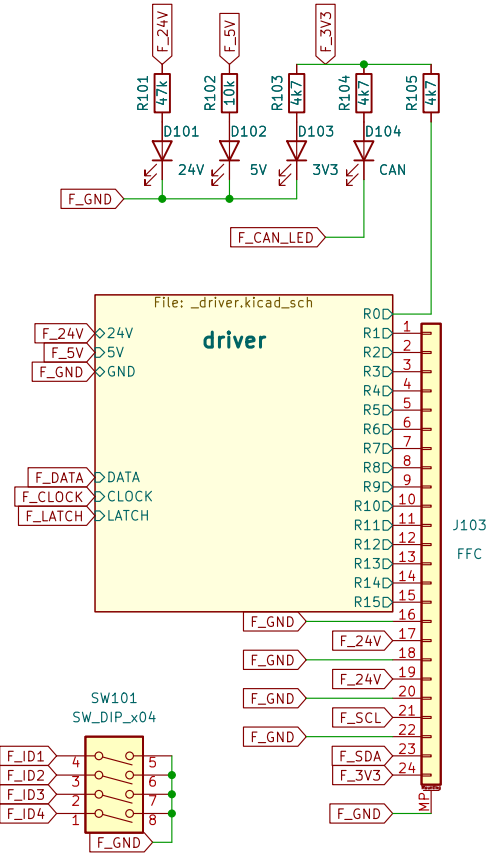 F_24V
F_5V
F_3V3
R101
47k
R102
10k
R103
4k7
R104
4k7
R105
4k7
D101
D102
D103
D104
24V
5V
3V3
CAN
F_GND
F_CAN_LED
File: _driver.kicad_sch
driver
R0
F_24V 24V R1 1
F_5V 5V R2 2
F_GND GND R3 3
R4 4
R5 5
R6 6
R7 7
R8 8
F_DATA DATA R9 9
F_CLOCK CLOCK R10 10
F_LATCH LATCH R11 11
J103
R12 12
FFC
R13 13
R14 14
R15 15
F_GND 16
F_24V 17
F_GND 18
F_24V 19
F_GND 20
F_SCL 21
F_GND 22
F_SDA 23
F_3V3 24
MP
F_GND
SW101
SW_DIP_x04
F_ID1 4 5
F_ID2 3 6
F_ID3 2 7
F_ID4 1 8
F_GND